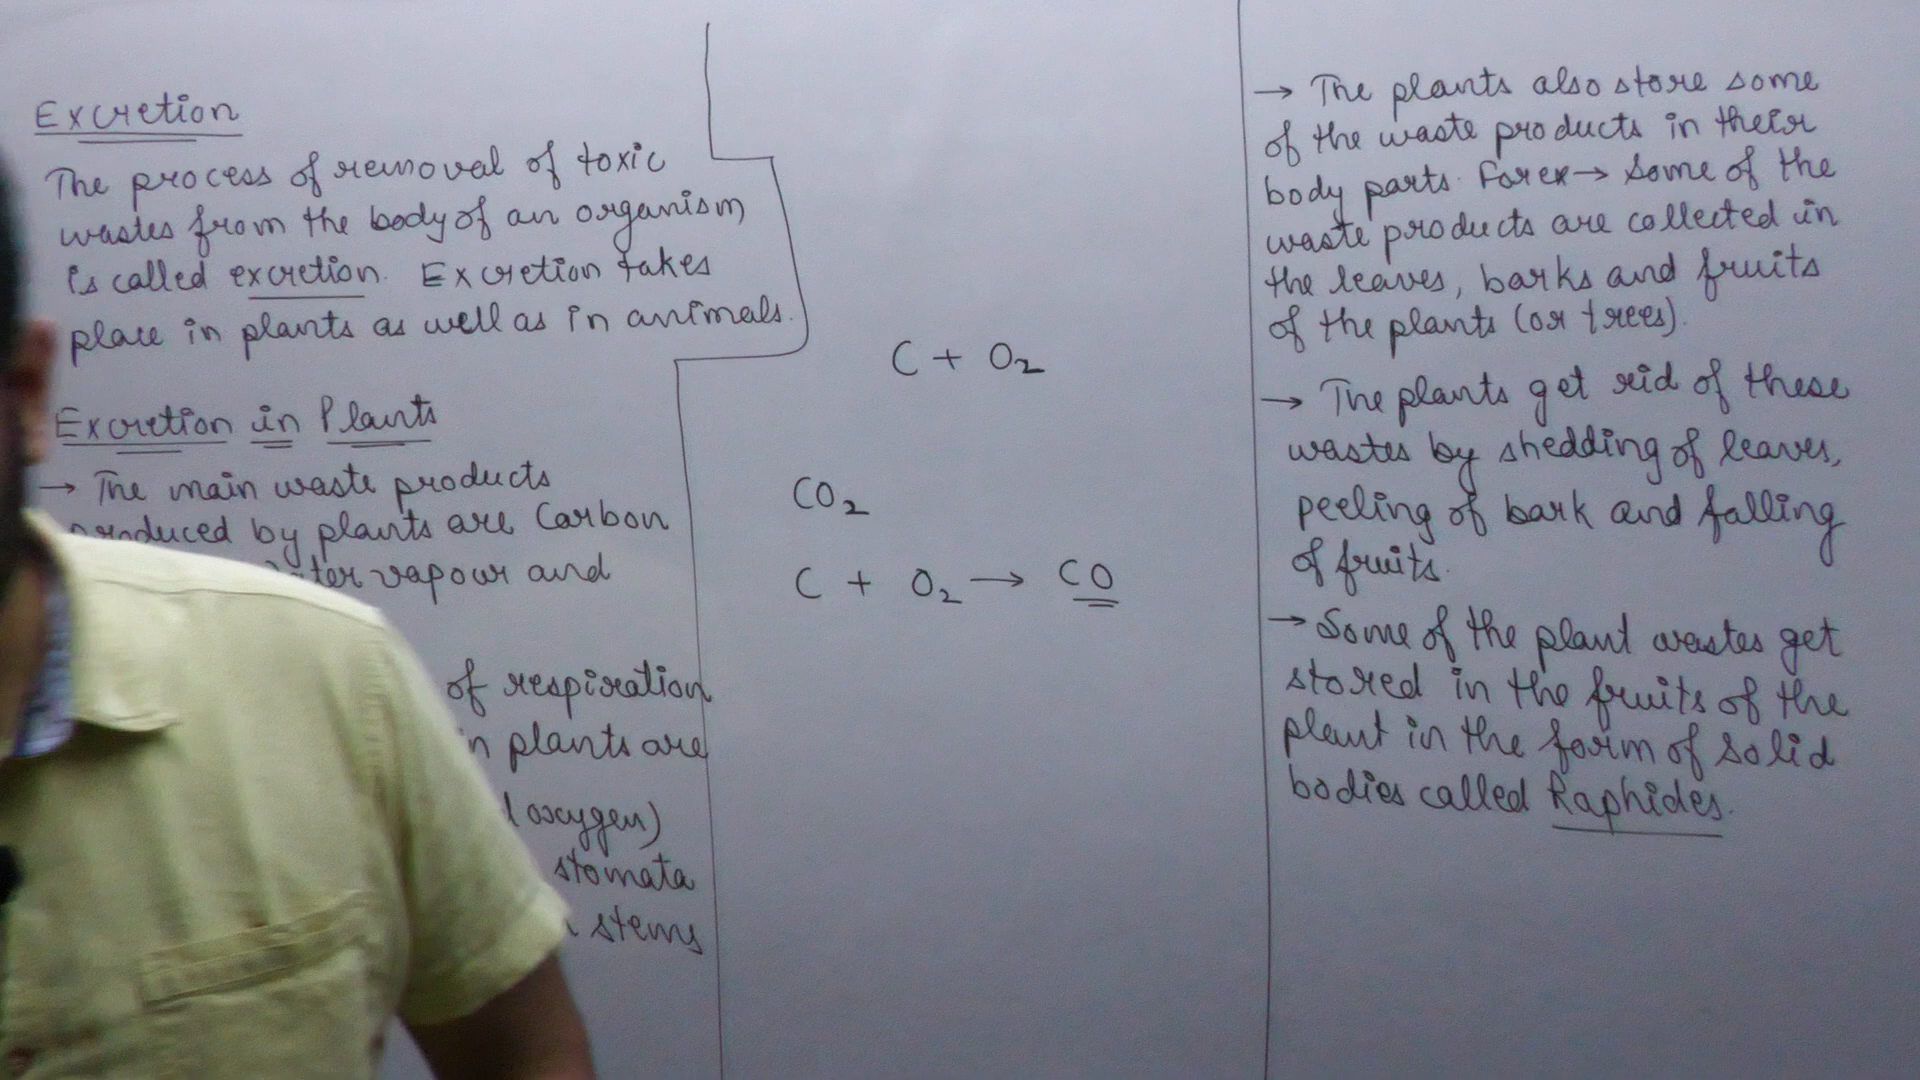 Excretion
The process of removal of toxic
wastes from the body of an organism
is called excretion. Excretion takes
place in plants as well as in animals.
Excretion in Plants
→ The main waste products
produced by plants are Carbon
vapour and
of respiration
in plants are
oxygen)
stomata
stems
C + O₂
CO₂
C + O₂ → CO
→ The plants also store some
of the waste products in their
body parts. For ex → Some of the
waste products are collected in
the leaves, barks and fruits
of the plants (or trees).
→ The plants get rid of these
wastes by shedding of leaves,
peeling of bark and falling
of fruits.
→ Some of the plant wastes get
stored in the fruits of the
plant in the form of solid
bodies called Raphides.